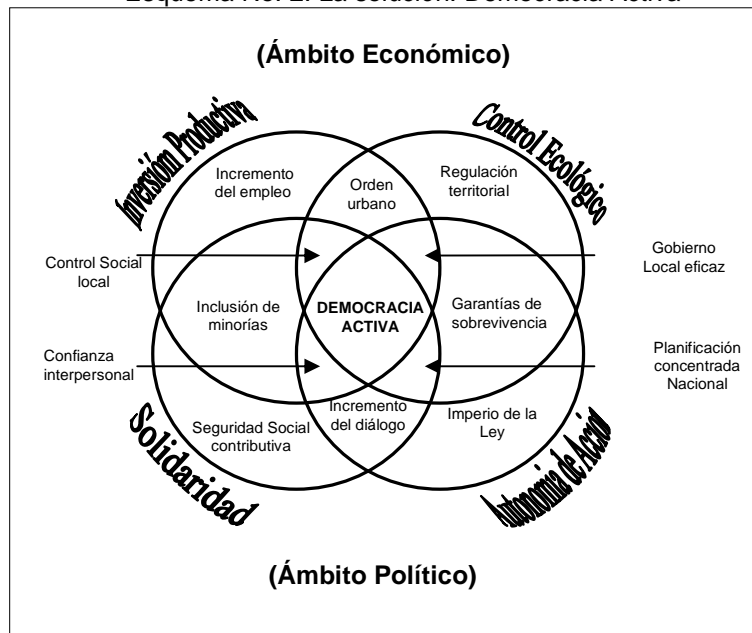 Esquema No. 2. La solución: Democracia Activa
(Ámbito Económico)
Inversión Productiva
Control Ecológico
Incremento
del empleo
Orden
urbano
Regulación
territorial
Control Social
local
Gobierno
Local eficaz
Inclusión de
minorías
DEMOCRACIA
ACTIVA
Garantías de
sobrevivencia
Confianza
interpersonal
Planificación
concentrada
Nacional
Seguridad Social
contributiva
Incremento
del diálogo
Imperio de la
Ley
Solidaridad
Autonomia de Accion
(Ámbito Político)